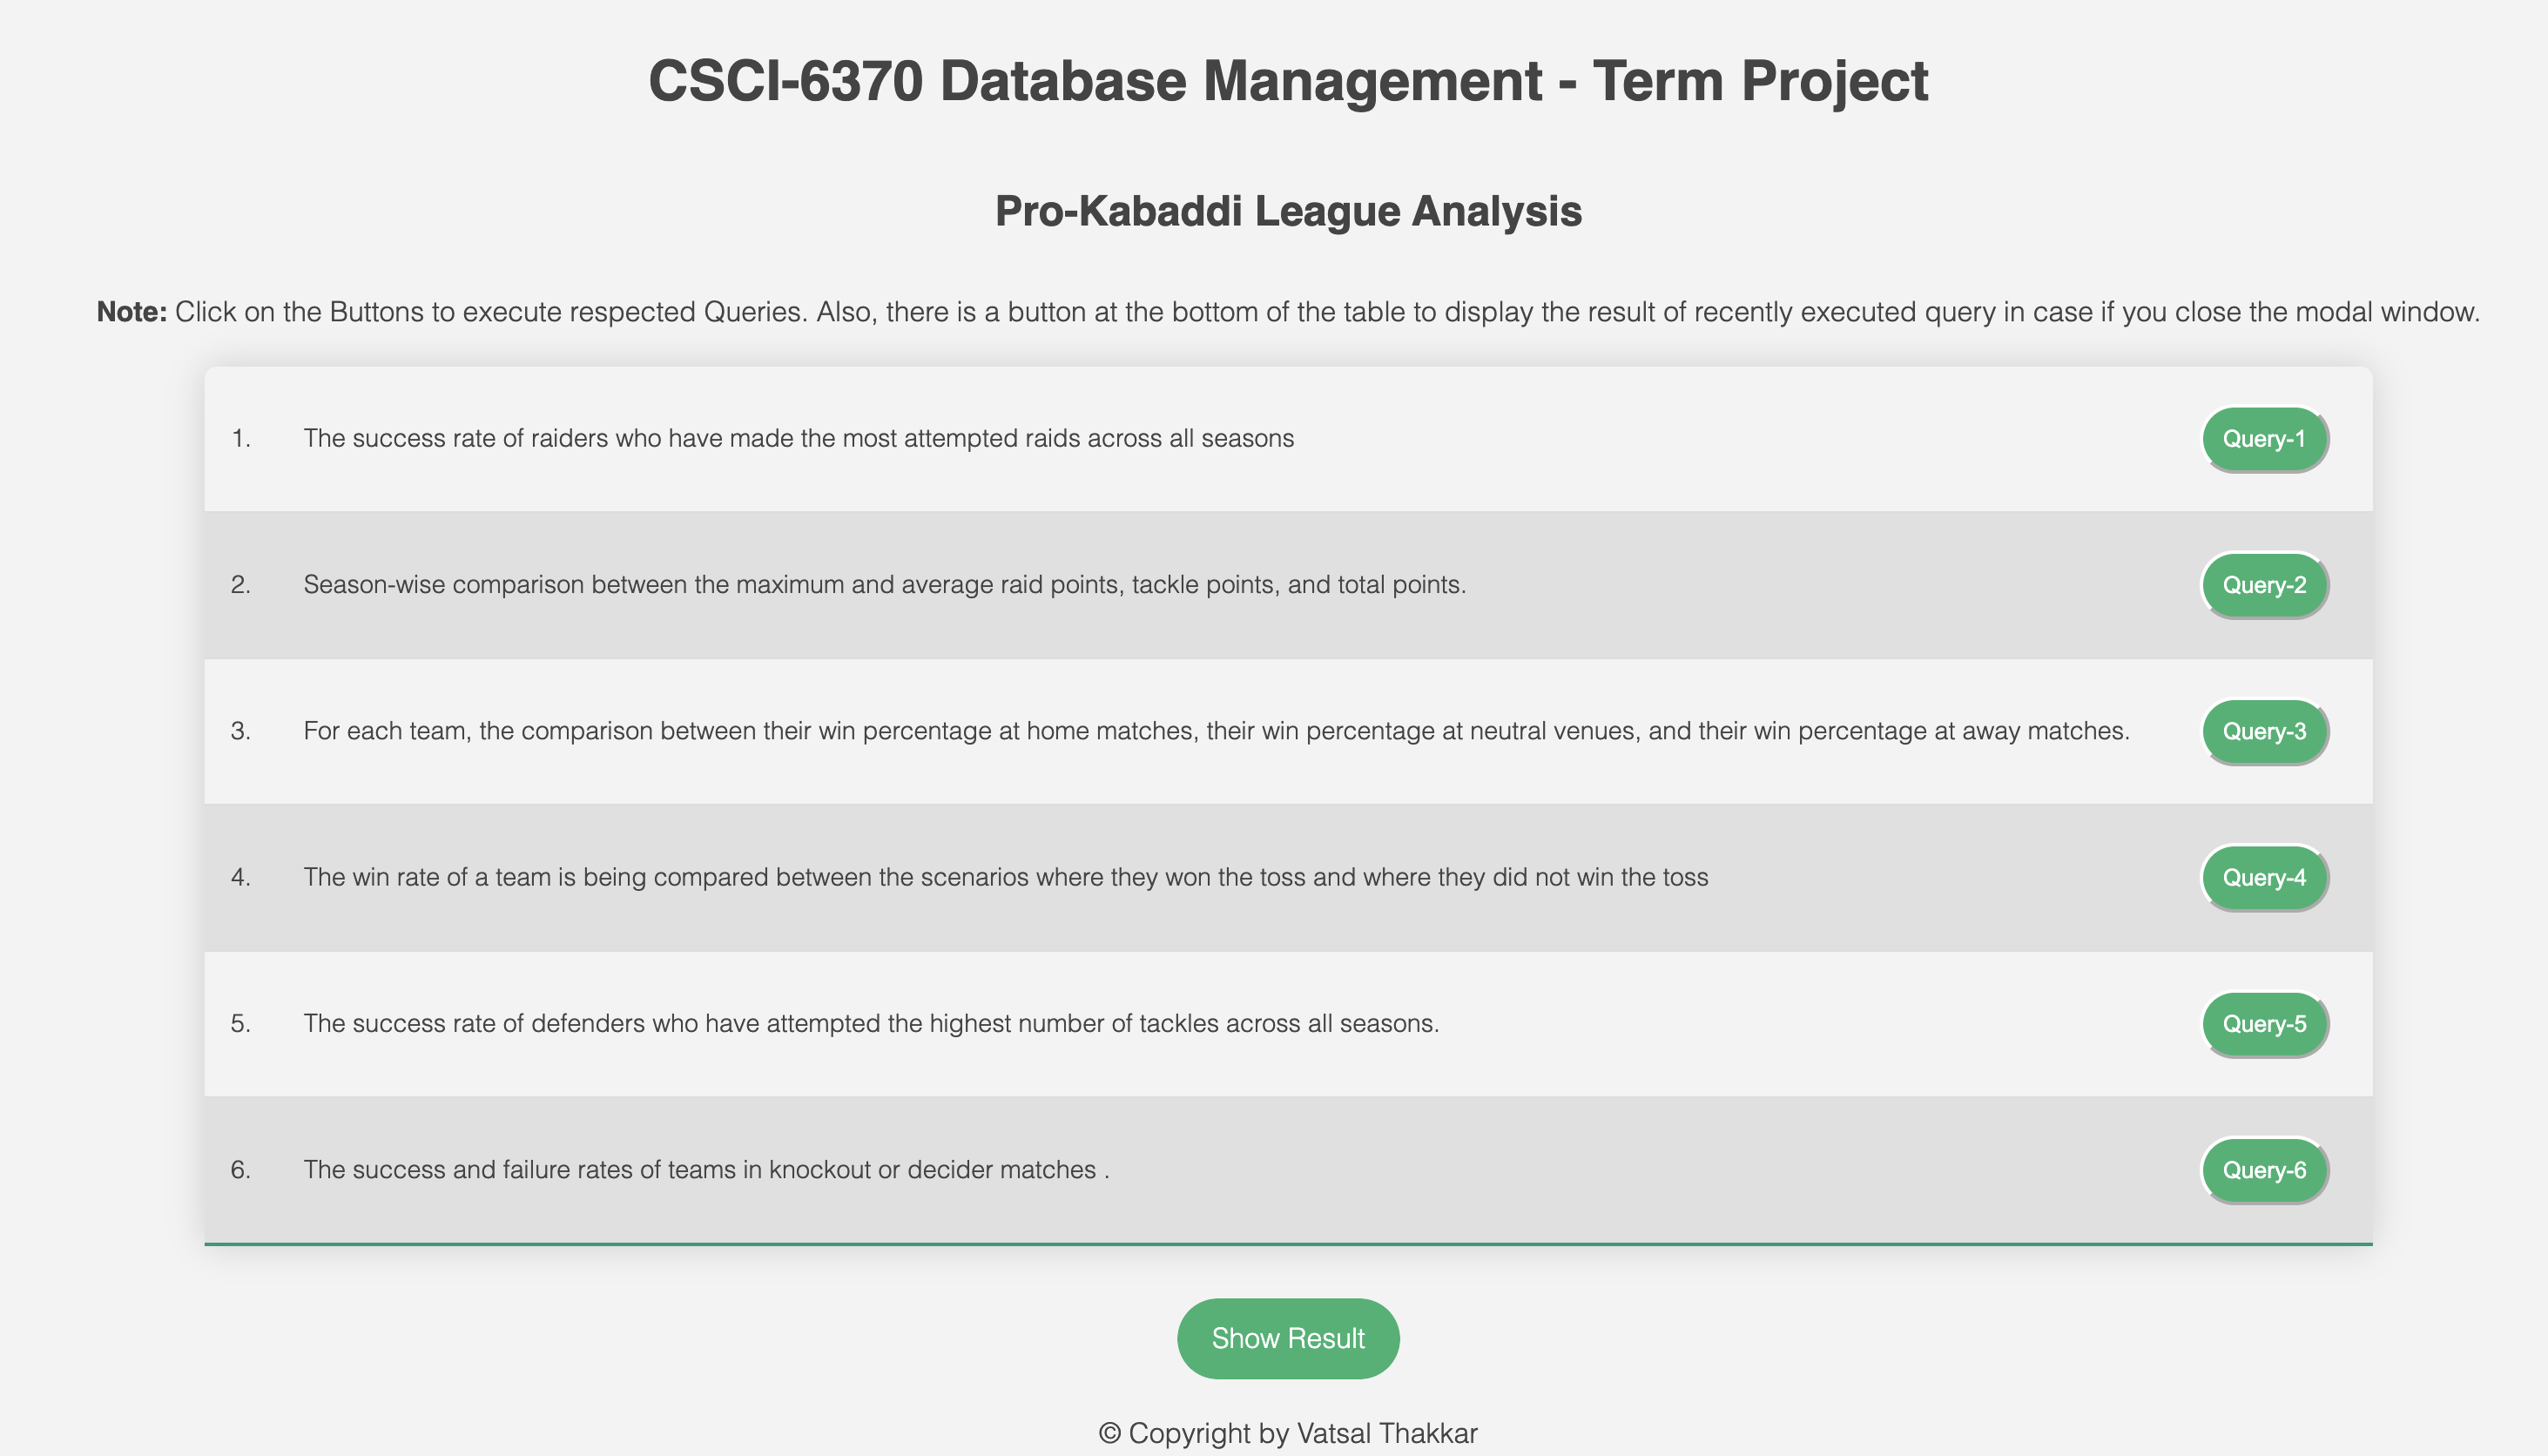 CSCI-6370 Database Management - Term Project
Pro-Kabaddi League Analysis
Note: Click on the Buttons to execute respected Queries. Also, there is a button at the bottom of the table to display the result of recently executed query in case if you close the modal window.
1. The success rate of raiders who have made the most attempted raids across all seasons Query-1
2. Season-wise comparison between the maximum and average raid points, tackle points, and total points. Query-2
3. For each team, the comparison between their win percentage at home matches, their win percentage at neutral venues, and their win percentage at away matches. Query-3
4. The win rate of a team is being compared between the scenarios where they won the toss and where they did not win the toss Query-4
5. The success rate of defenders who have attempted the highest number of tackles across all seasons. Query-5
6. The success and failure rates of teams in knockout or decider matches . Query-6
Show Result
© Copyright by Vatsal Thakkar